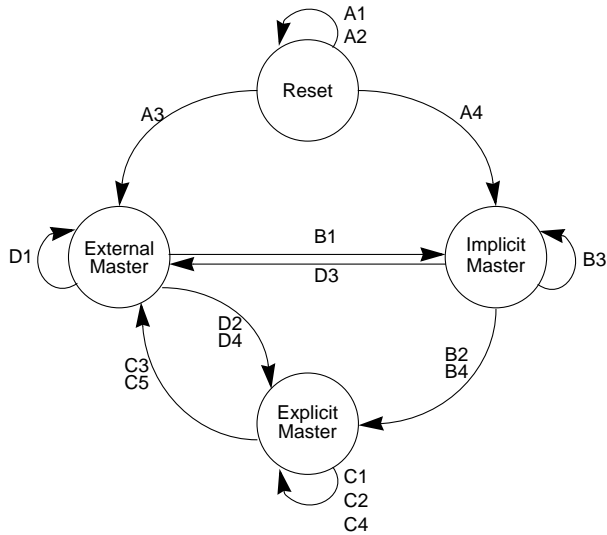 A1
A2
Reset
A3
A4
External
Master
Implicit
Master
D1
B1
D3
B3
D2
D4
B2
B4
C3
C5
Explicit
Master
C1
C2
C4